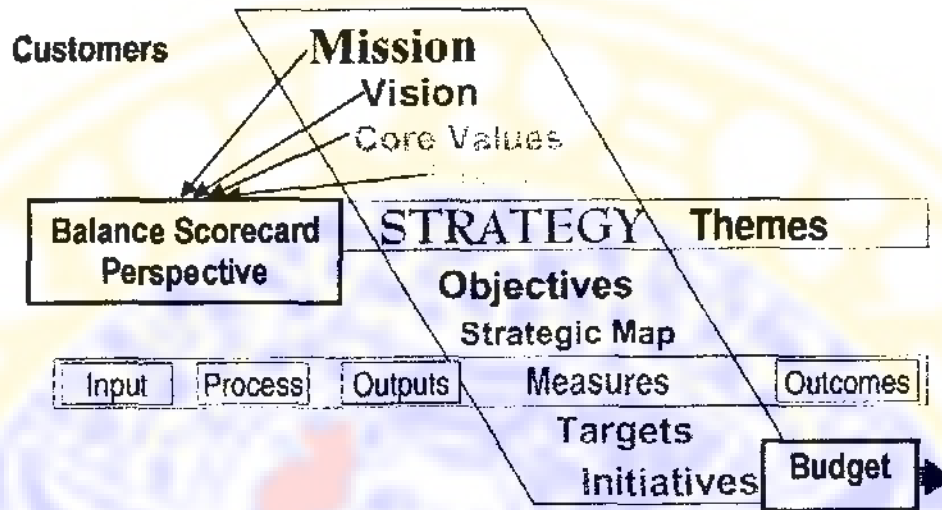 Customers
Mission
Vision
Core Values
Balance Scorecard
Perspective
STRATEGY Themes
Objectives
Strategic Map
Input Process Outputs Measures Outcomes
Targets
Initiatives
Budget